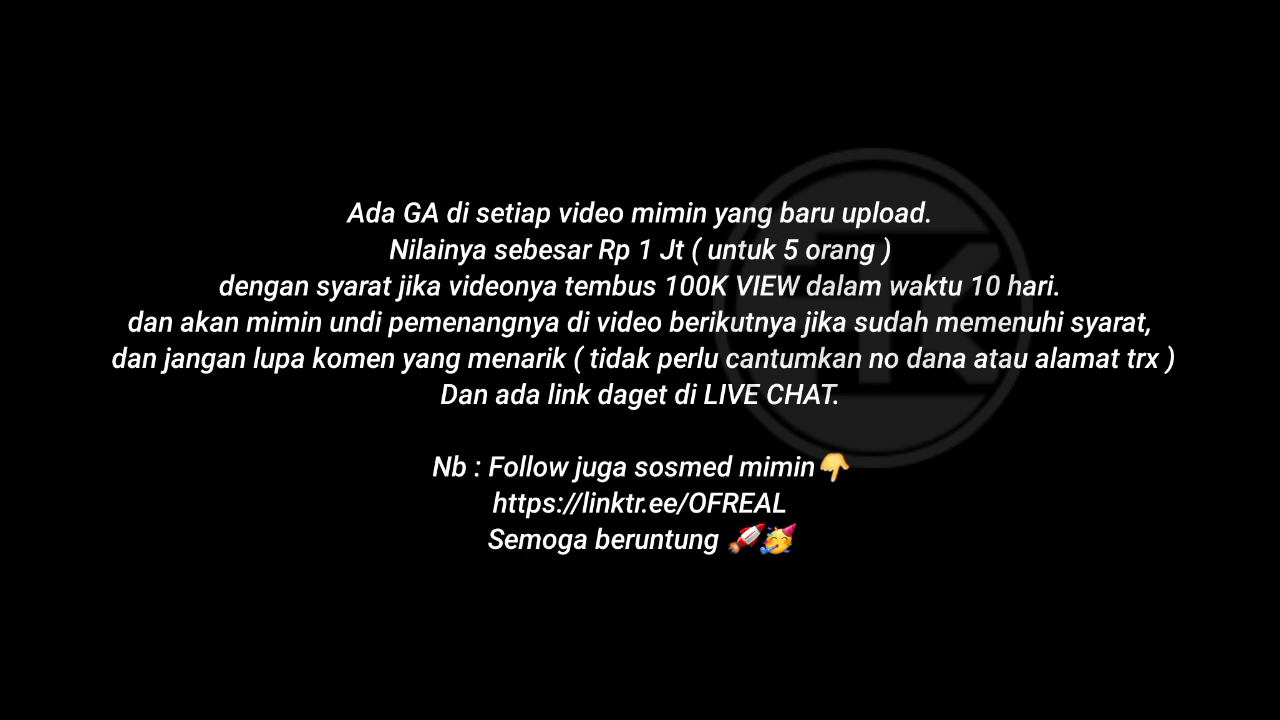 Ada GA di setiap video mimin yang baru upload.
Nilainya sebesar Rp 1 Jt ( untuk 5 orang )
dengan syarat jika videonya tembus 100K VIEW dalam waktu 10 hari.
dan akan mimin undi pemenangnya di video berikutnya jika sudah memenuhi syarat,
dan jangan lupa komen yang menarik ( tidak perlu cantumkan no dana atau alamat trx )
Dan ada link daget di LIVE CHAT.
Nb : Follow juga sosmed mimin👇
https://linktr.ee/OFREAL
Semoga beruntung 🚀🥳